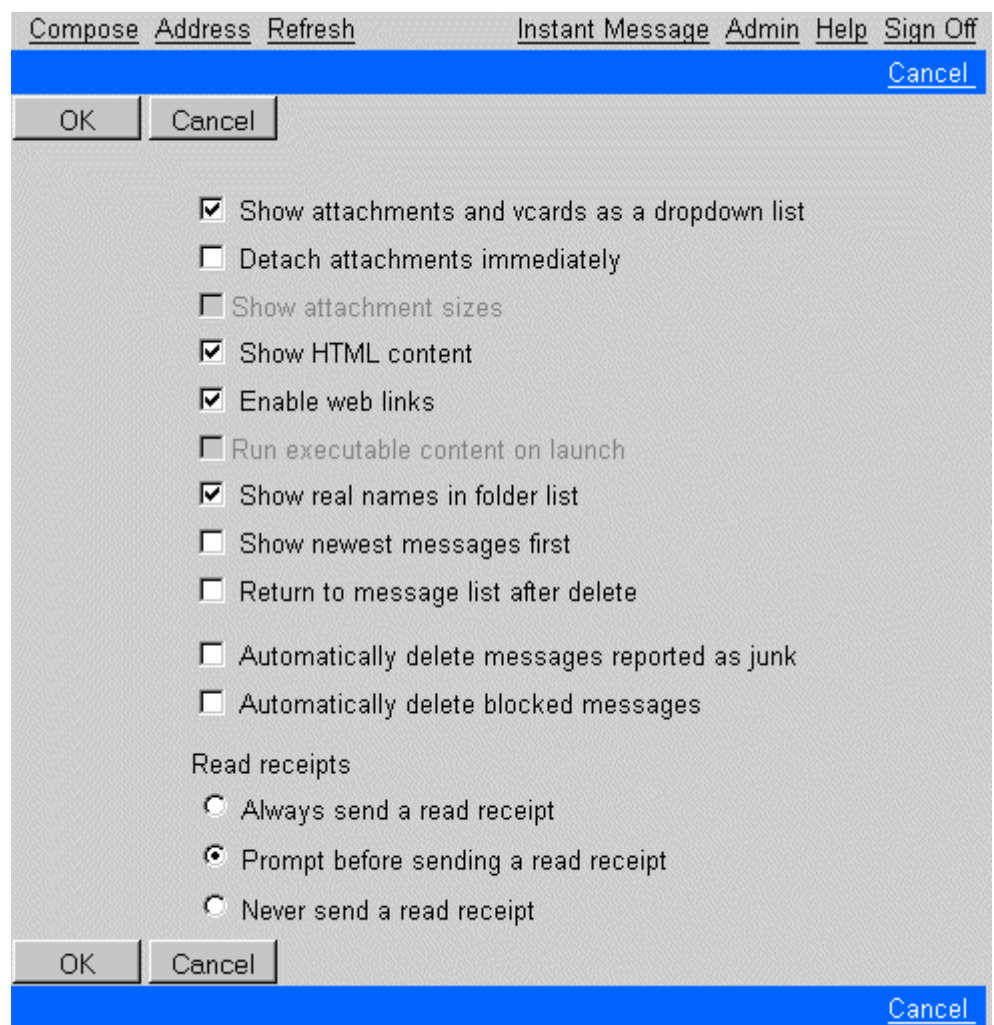 Compose Address Refresh Instant Message Admin Help Sign Off
Cancel
OK Cancel
Show attachments and vcards as a dropdown list
Detach attachments immediately
Show attachment sizes
Show HTML content
Enable web links
Run executable content on launch
Show real names in folder list
Show newest messages first
Return to message list after delete
Automatically delete messages reported as junk
Automatically delete blocked messages
Read receipts
Always send a read receipt
Prompt before sending a read receipt
Never send a read receipt
OK Cancel
Cancel